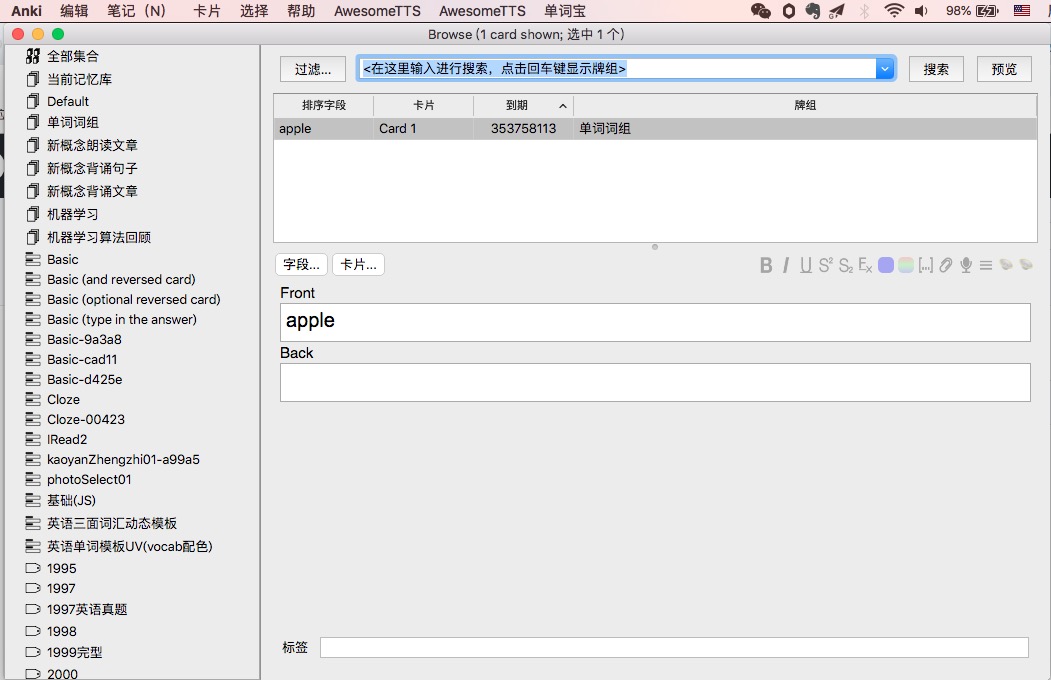 Anki 编辑 笔记（N） 卡片 选择 帮助 AwesomeTTS AwesomeTTS 单词宝 98%
Browse (1 card shown; 选中 1 个)
全部集合
当前记忆库
Default
单词词组
新概念朗读文章
新概念背诵句子
新概念背诵文章
机器学习
机器学习算法回顾
Basic
Basic (and reversed card)
Basic (optional reversed card)
Basic (type in the answer)
Basic-9a3a8
Basic-cad11
Basic-d425e
Cloze
Cloze-00423
IRead2
kaoyanZhengzhi01-a99a5
photoSelect01
基础(JS)
英语三面词汇动态模板
英语单词模板UV(vocab配色)
1995
1997
1997英语真题
1998
1999完型
2000
过滤... <在这里输入进行搜索，点击回车键显示牌组> 搜索 预览
排序字段 卡片 到期 牌组
apple Card 1 353758113 单词词组
字段... 卡片... B I U S² S₂ Ex [...]
Front
apple
Back
标签